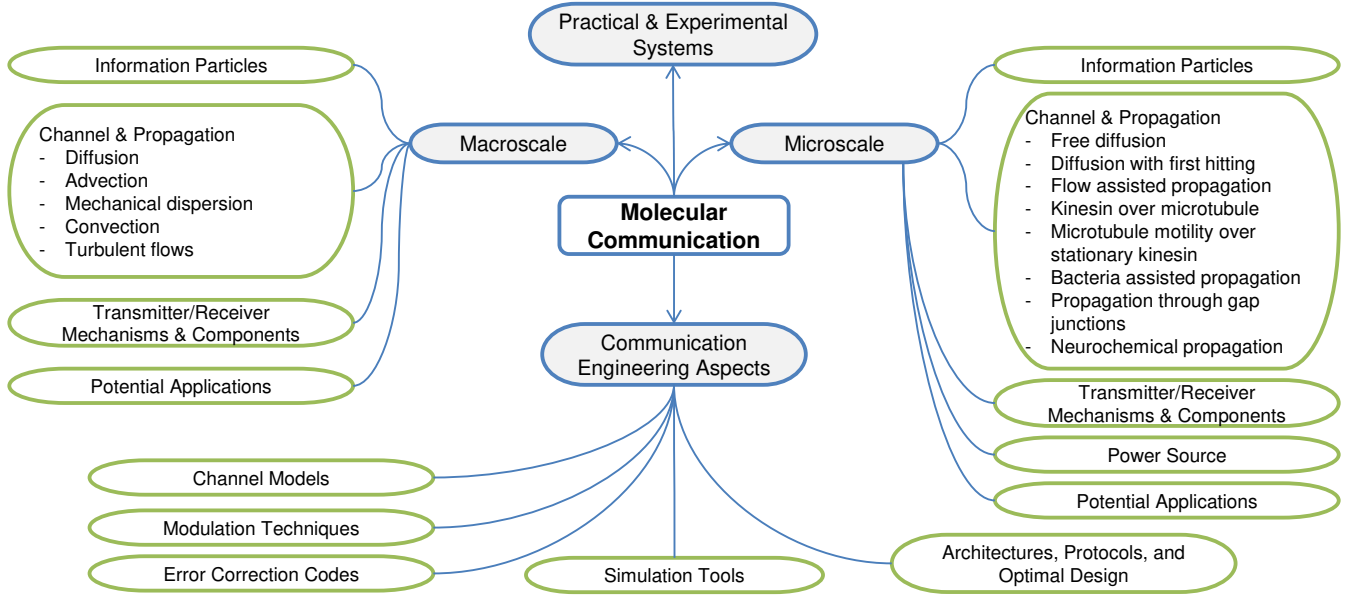 Practical & Experimental
Systems
Information Particles
Channel & Propagation
- Diffusion
- Advection
- Mechanical dispersion
- Convection
- Turbulent flows
Transmitter/Receiver
Mechanisms & Components
Potential Applications
Macroscale
Microscale
Molecular
Communication
Information Particles
Channel & Propagation
- Free diffusion
- Diffusion with first hitting
- Flow assisted propagation
- Kinesin over microtubule
- Microtubule motility over
stationary kinesin
- Bacteria assisted propagation
- Propagation through gap
junctions
- Neurochemical propagation
Transmitter/Receiver
Mechanisms & Components
Power Source
Potential Applications
Communication
Engineering Aspects
Channel Models
Modulation Techniques
Error Correction Codes
Simulation Tools
Architectures, Protocols, and
Optimal Design